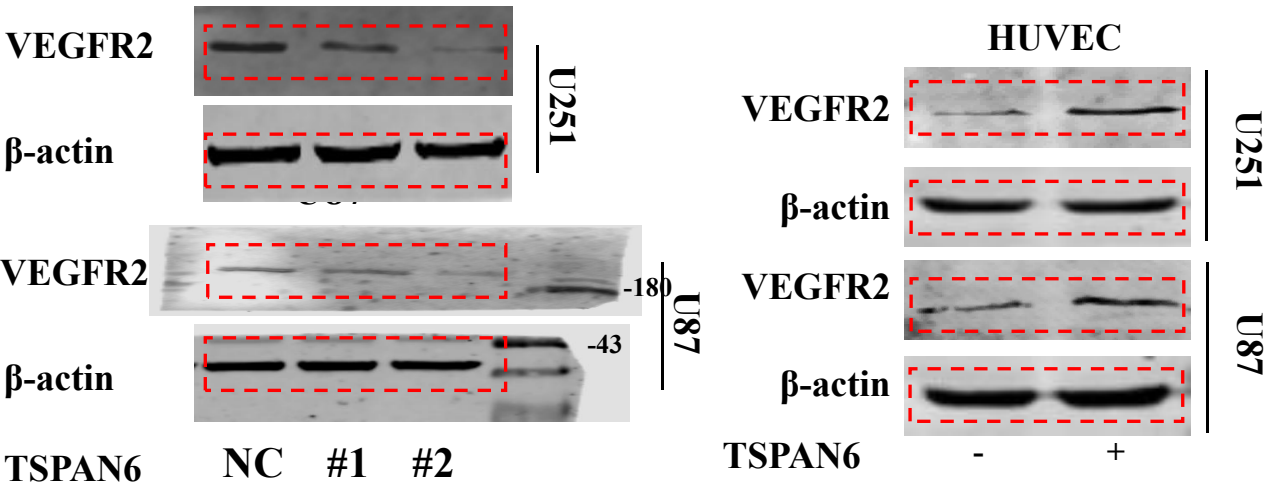 VEGFR2
U251
β-actin
VEGFR2
-180
U87
-43
β-actin
TSPAN6 NC #1 #2
HUVEC
VEGFR2
U251
β-actin
VEGFR2
U87
β-actin
TSPAN6 - +